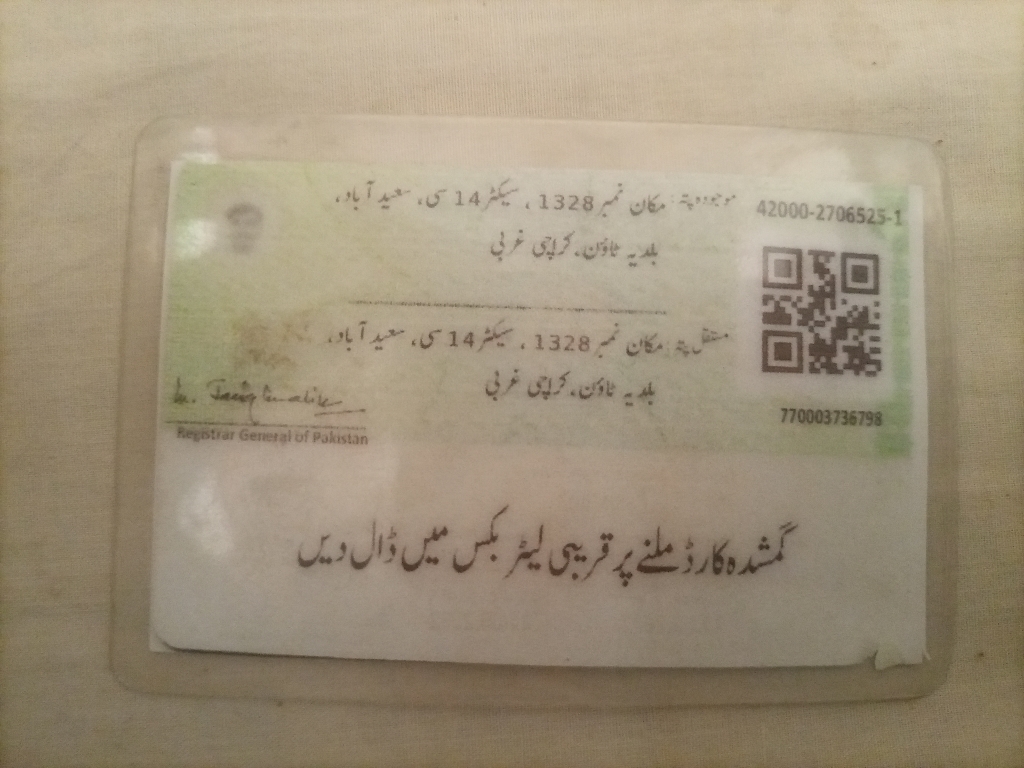 42000-2706525-1
موجودہ پتہ: مکان نمبر 1328 ، سیکٹر 14 سی، سعید آباد،
بلدیہ ٹاؤن، کراچی غربی
مستقل پتہ: مکان نمبر 1328 ، سیکٹر 14 سی، سعید آباد،
بلدیہ ٹاؤن، کراچی غربی
770003736798
Registrar General of Pakistan
گمشدہ کارڈ ملنے پر قریبی لیٹر بکس میں ڈال دیں